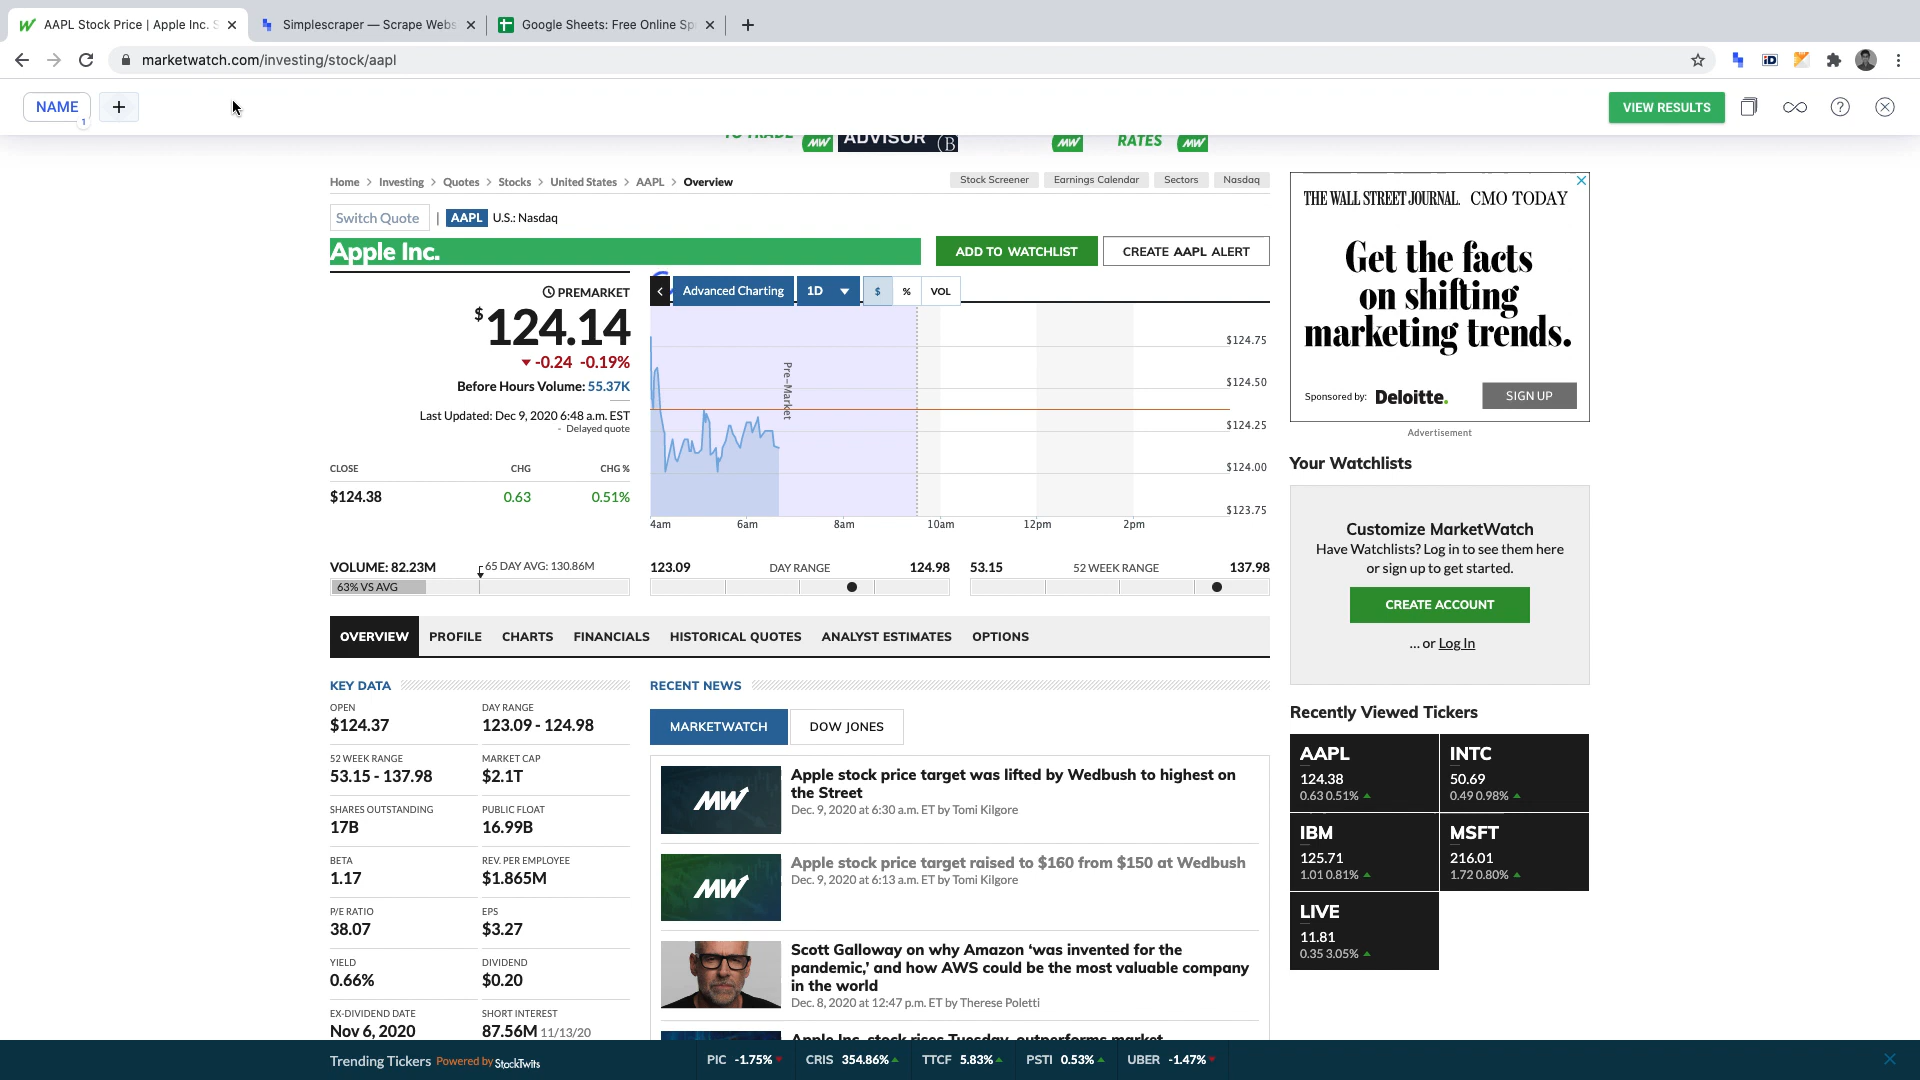 AAPL Stock Price | Apple Inc. S
Simplescraper — Scrape Webs
Google Sheets: Free Online Sp
marketwatch.com/investing/stock/aapl
iD
NAME
1
+
VIEW RESULTS
TO TRADE
MW
ADVISOR
B
MW
RATES
MW
Home > Investing > Quotes > Stocks > United States > AAPL > Overview
Stock Screener
Earnings Calendar
Sectors
Nasdaq
Switch Quote | AAPL U.S.: Nasdaq
Apple Inc.
ADD TO WATCHLIST
CREATE AAPL ALERT
PREMARKET
$124.14
-0.24 -0.19%
Before Hours Volume: 55.37K
Last Updated: Dec 9, 2020 6:48 a.m. EST
- Delayed quote
CLOSE CHG CHG %
$124.38 0.63 0.51%
Advanced Charting 1D $ % VOL
Pre-Market
$124.75
$124.50
$124.25
$124.00
$123.75
4am 6am 8am 10am 12pm 2pm
VOLUME: 82.23M 65 DAY AVG: 130.86M
63% VS AVG
123.09 DAY RANGE 124.98
53.15 52 WEEK RANGE 137.98
OVERVIEW PROFILE CHARTS FINANCIALS HISTORICAL QUOTES ANALYST ESTIMATES OPTIONS
KEY DATA
OPEN DAY RANGE
$124.37 123.09 - 124.98
52 WEEK RANGE MARKET CAP
53.15 - 137.98 $2.1T
SHARES OUTSTANDING PUBLIC FLOAT
17B 16.99B
BETA REV. PER EMPLOYEE
1.17 $1.865M
P/E RATIO EPS
38.07 $3.27
YIELD DIVIDEND
0.66% $0.20
EX-DIVIDEND DATE SHORT INTEREST
Nov 6, 2020 87.56M 11/13/20
RECENT NEWS
MARKETWATCH DOW JONES
MW
Apple stock price target was lifted by Wedbush to highest on
the Street
Dec. 9, 2020 at 6:30 a.m. ET by Tomi Kilgore
MW
Apple stock price target raised to $160 from $150 at Wedbush
Dec. 9, 2020 at 6:13 a.m. ET by Tomi Kilgore
Scott Galloway on why Amazon ‘was invented for the
pandemic,’ and how AWS could be the most valuable company
in the world
Dec. 8, 2020 at 12:47 p.m. ET by Therese Poletti
Apple Inc. stock rises Tuesday, outperforms market
THE WALL STREET JOURNAL. CMO TODAY
Get the facts
on shifting
marketing trends.
Sponsored by: Deloitte. SIGN UP
Advertisement
Your Watchlists
Customize MarketWatch
Have Watchlists? Log in to see them here
or sign up to get started.
CREATE ACCOUNT
... or Log In
Recently Viewed Tickers
AAPL INTC
124.38 50.69
0.63 0.51% 0.49 0.98%
IBM MSFT
125.71 216.01
1.01 0.81% 1.72 0.80%
LIVE
11.81
0.35 3.05%
Trending Tickers Powered by StockTwits
PIC -1.75% CRIS 354.86% TTCF 5.83% PSTI 0.53% UBER -1.47%